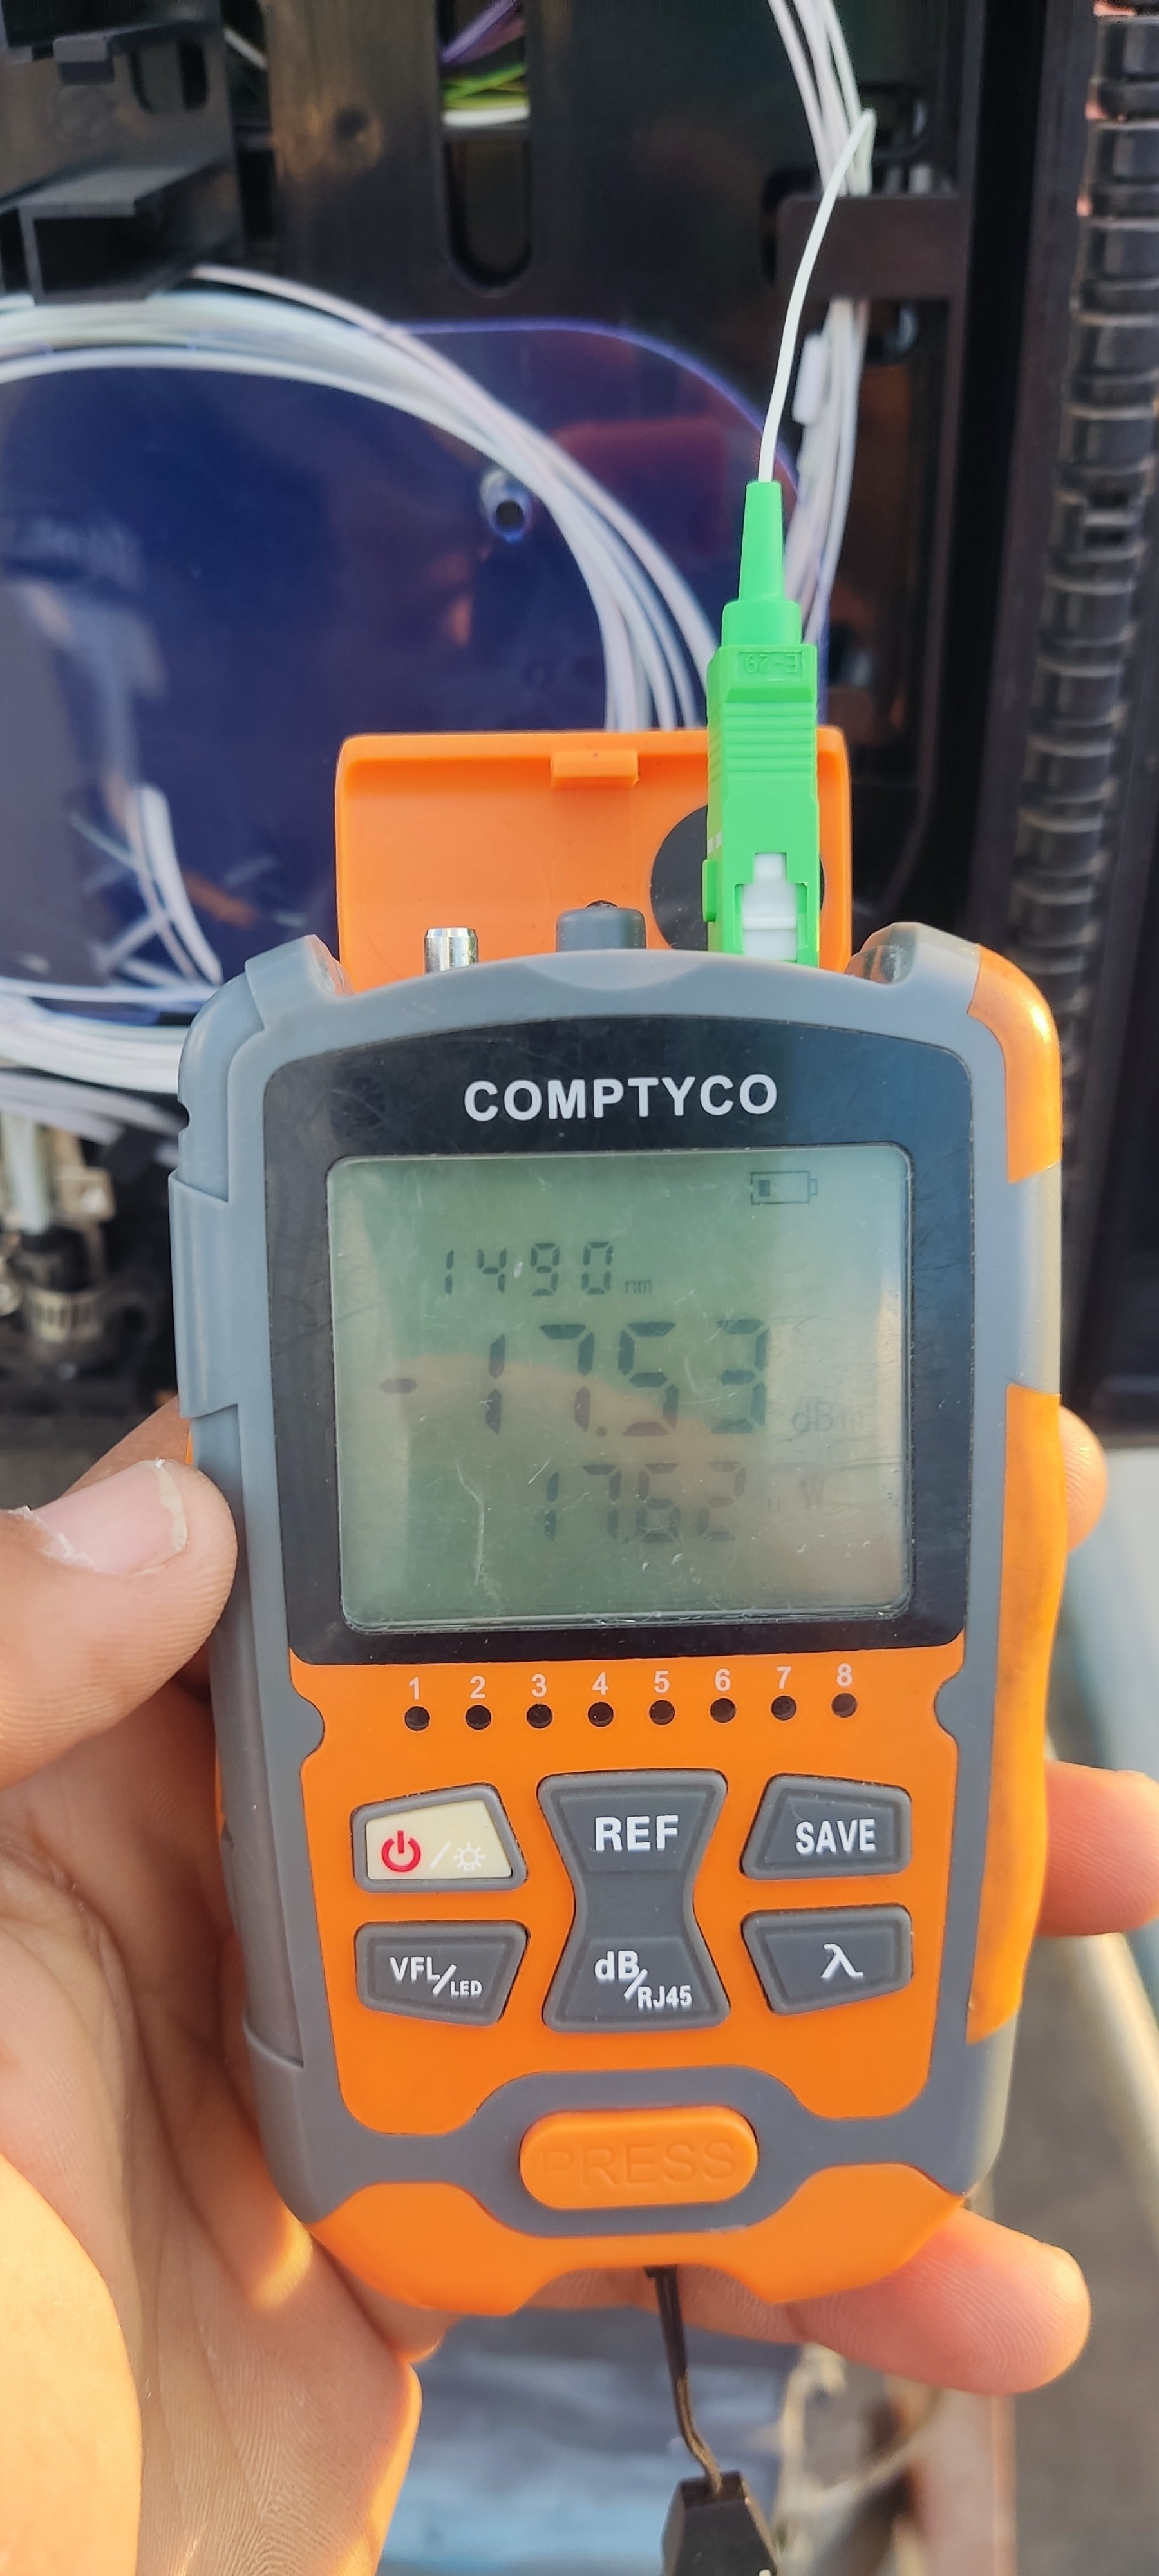 E-29
COMPTYCO
1490 nm
-17.53 dBm
17.62 u W
1 2 3 4 5 6 7 8
REF
SAVE
VFL/LED
dB/RJ45
λ
PRESS